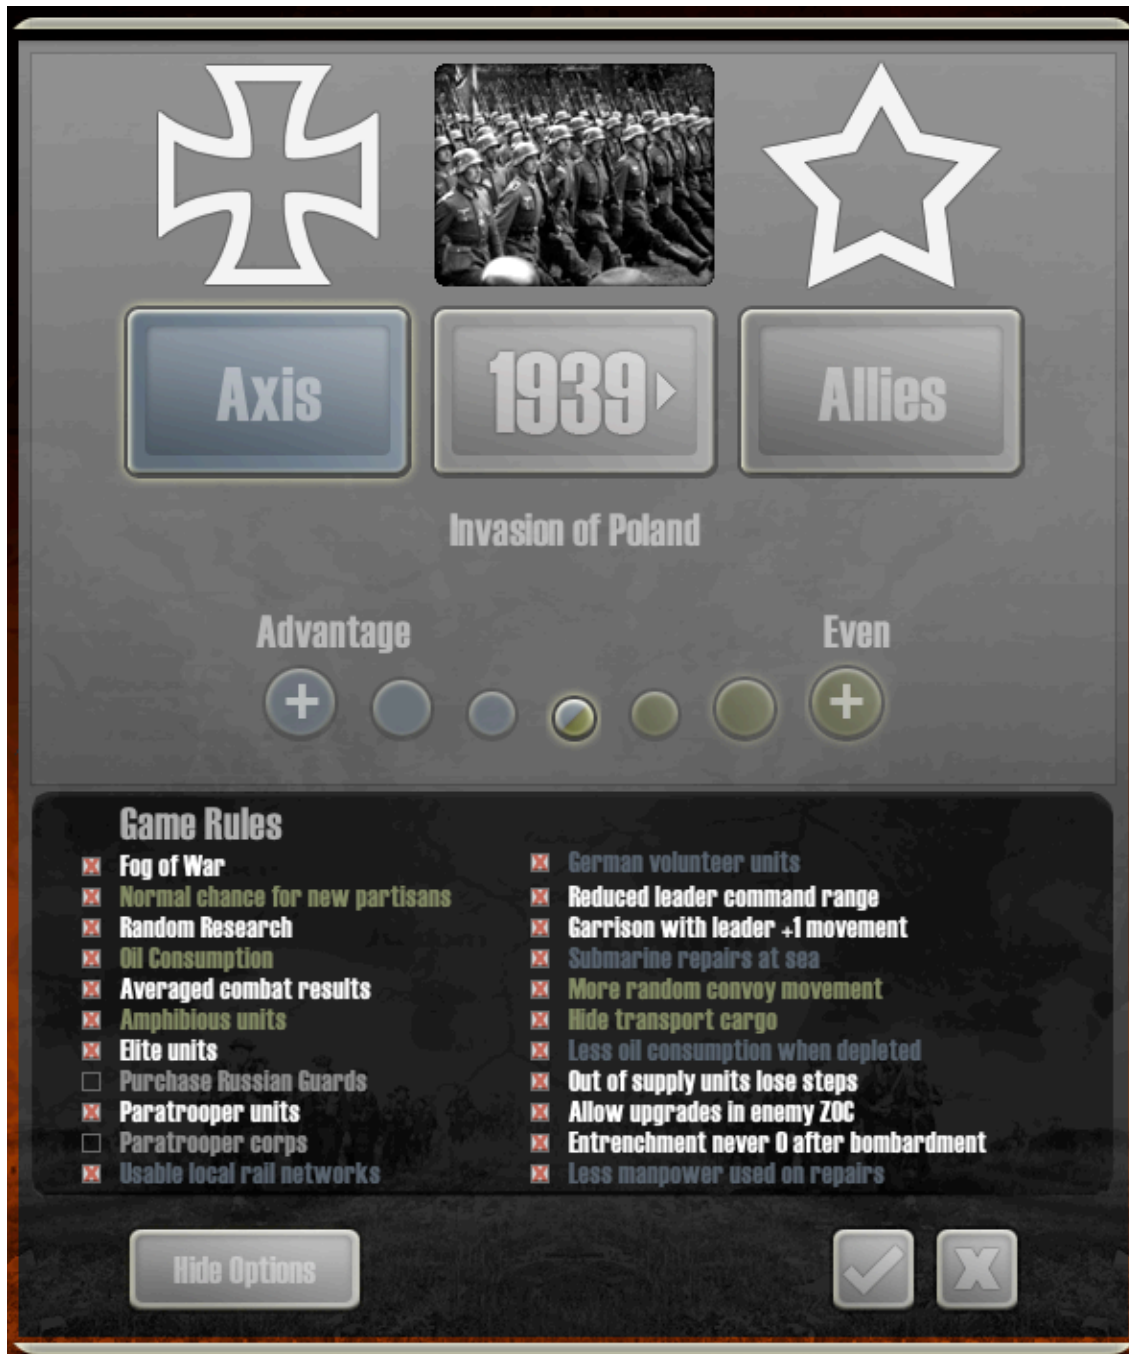 Axis
1939
Allies
Invasion of Poland
Advantage
Even
Game Rules
Fog of War
Normal chance for new partisans
Random Research
Oil Consumption
Averaged combat results
Amphibious units
Elite units
Purchase Russian Guards
Paratrooper units
Paratrooper corps
Usable local rail networks
German volunteer units
Reduced leader command range
Garrison with leader +1 movement
Submarine repairs at sea
More random convoy movement
Hide transport cargo
Less oil consumption when depleted
Out of supply units lose steps
Allow upgrades in enemy ZOC
Entrenchment never 0 after bombardment
Less manpower used on repairs
Hide Options